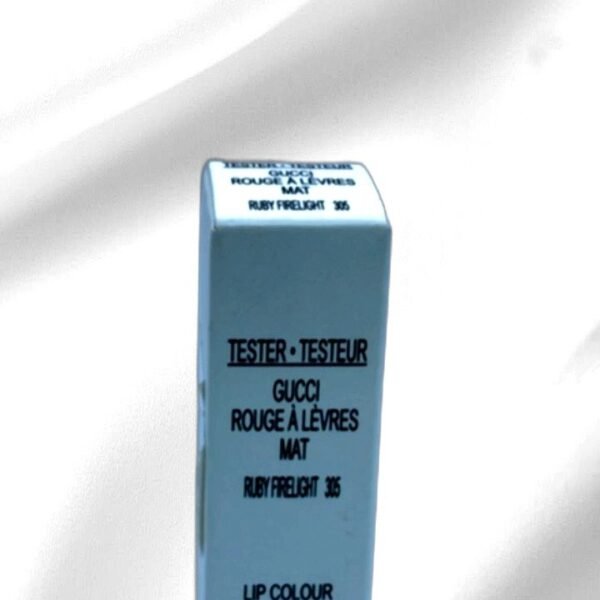 TESTER • TESTEUR
GUCCI
ROUGE À LÈVRES
MAT
RUBY FIRELIGHT 305
TESTER • TESTEUR
GUCCI
ROUGE À LÈVRES
MAT
RUBY FIRELIGHT 305
LIP COLOUR